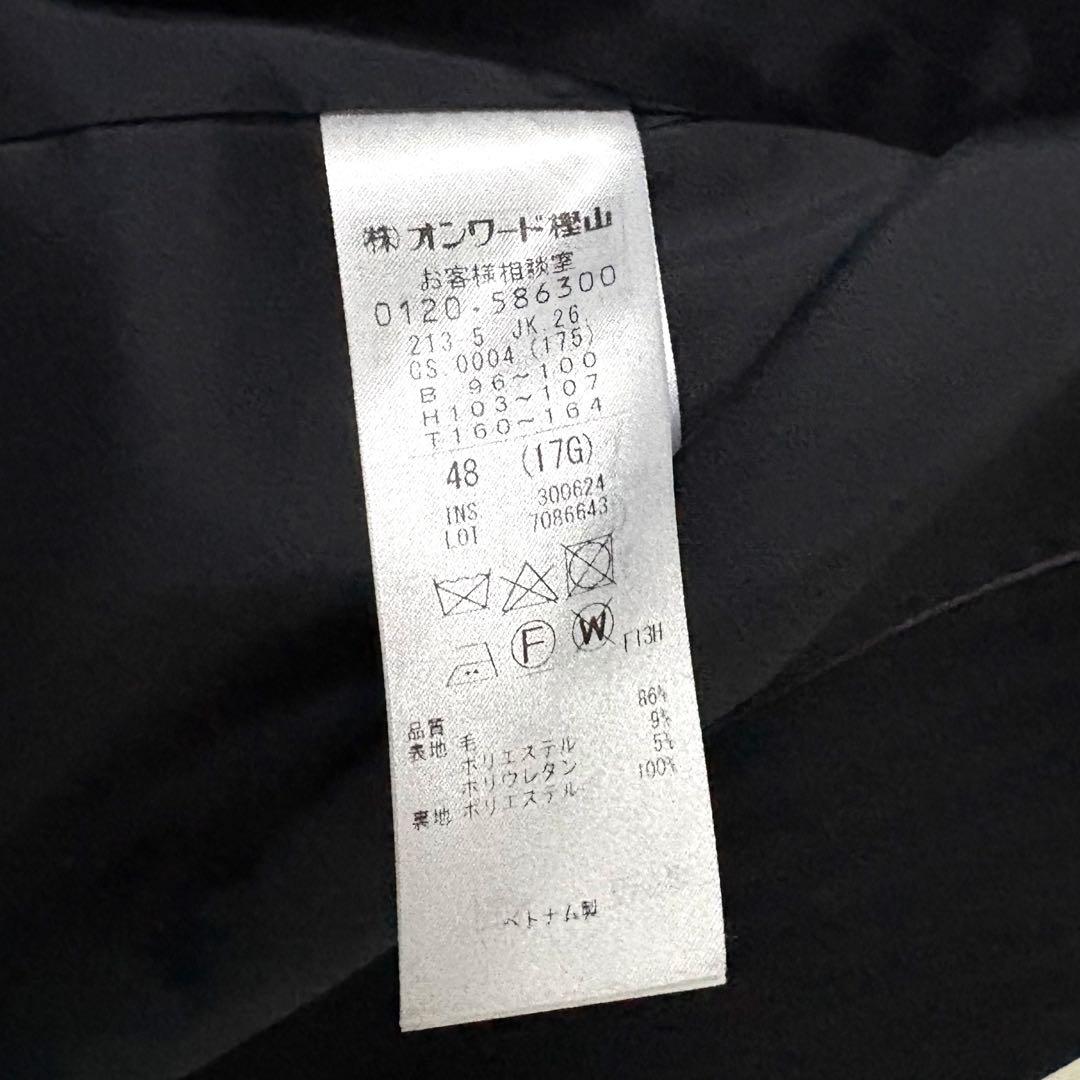 ㈱オンワード樫山
お客様相談室
0120-586300
213 5 JK 26
GS 0004 (175)
B 96~100
H103~107
T160~164
48 (17G)
INS 300624
LOT 7086643
F W F13H
品質
表地 毛 86%
ポリエステル 9%
ポリウレタン 5%
裏地 ポリエステル 100%
ベトナム製